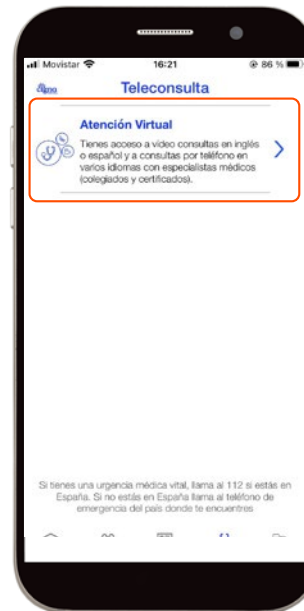 Movistar 16:21 86 %
Teleconsulta
Atención Virtual
Tienes acceso a video consultas en inglés
o español y a consultas por teléfono en
varios idiomas con especialistas médicos
(colegiados y certificados).
Si tienes una urgencia médica vital, llama al 112 si estás en
España. Si no estás en España llama al teléfono de
emergencia del país donde te encuentres